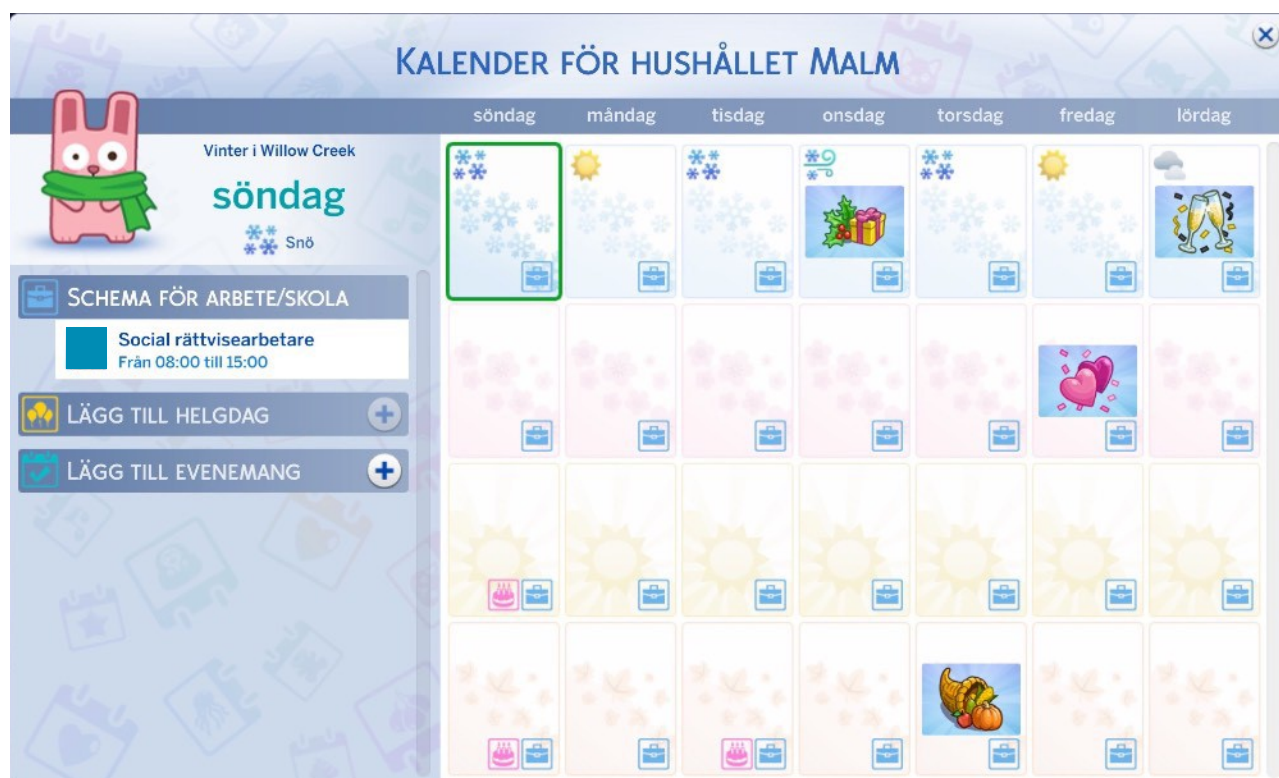 KALENDER FÖR HUSHÅLLET MALM
söndag måndag tisdag onsdag torsdag fredag lördag
Vinter i Willow Creek
söndag
Snö
SCHEMA FÖR ARBETE/SKOLA
Social rättvisearbetare
Från 08:00 till 15:00
LÄGG TILL HELGDAG
LÄGG TILL EVENEMANG